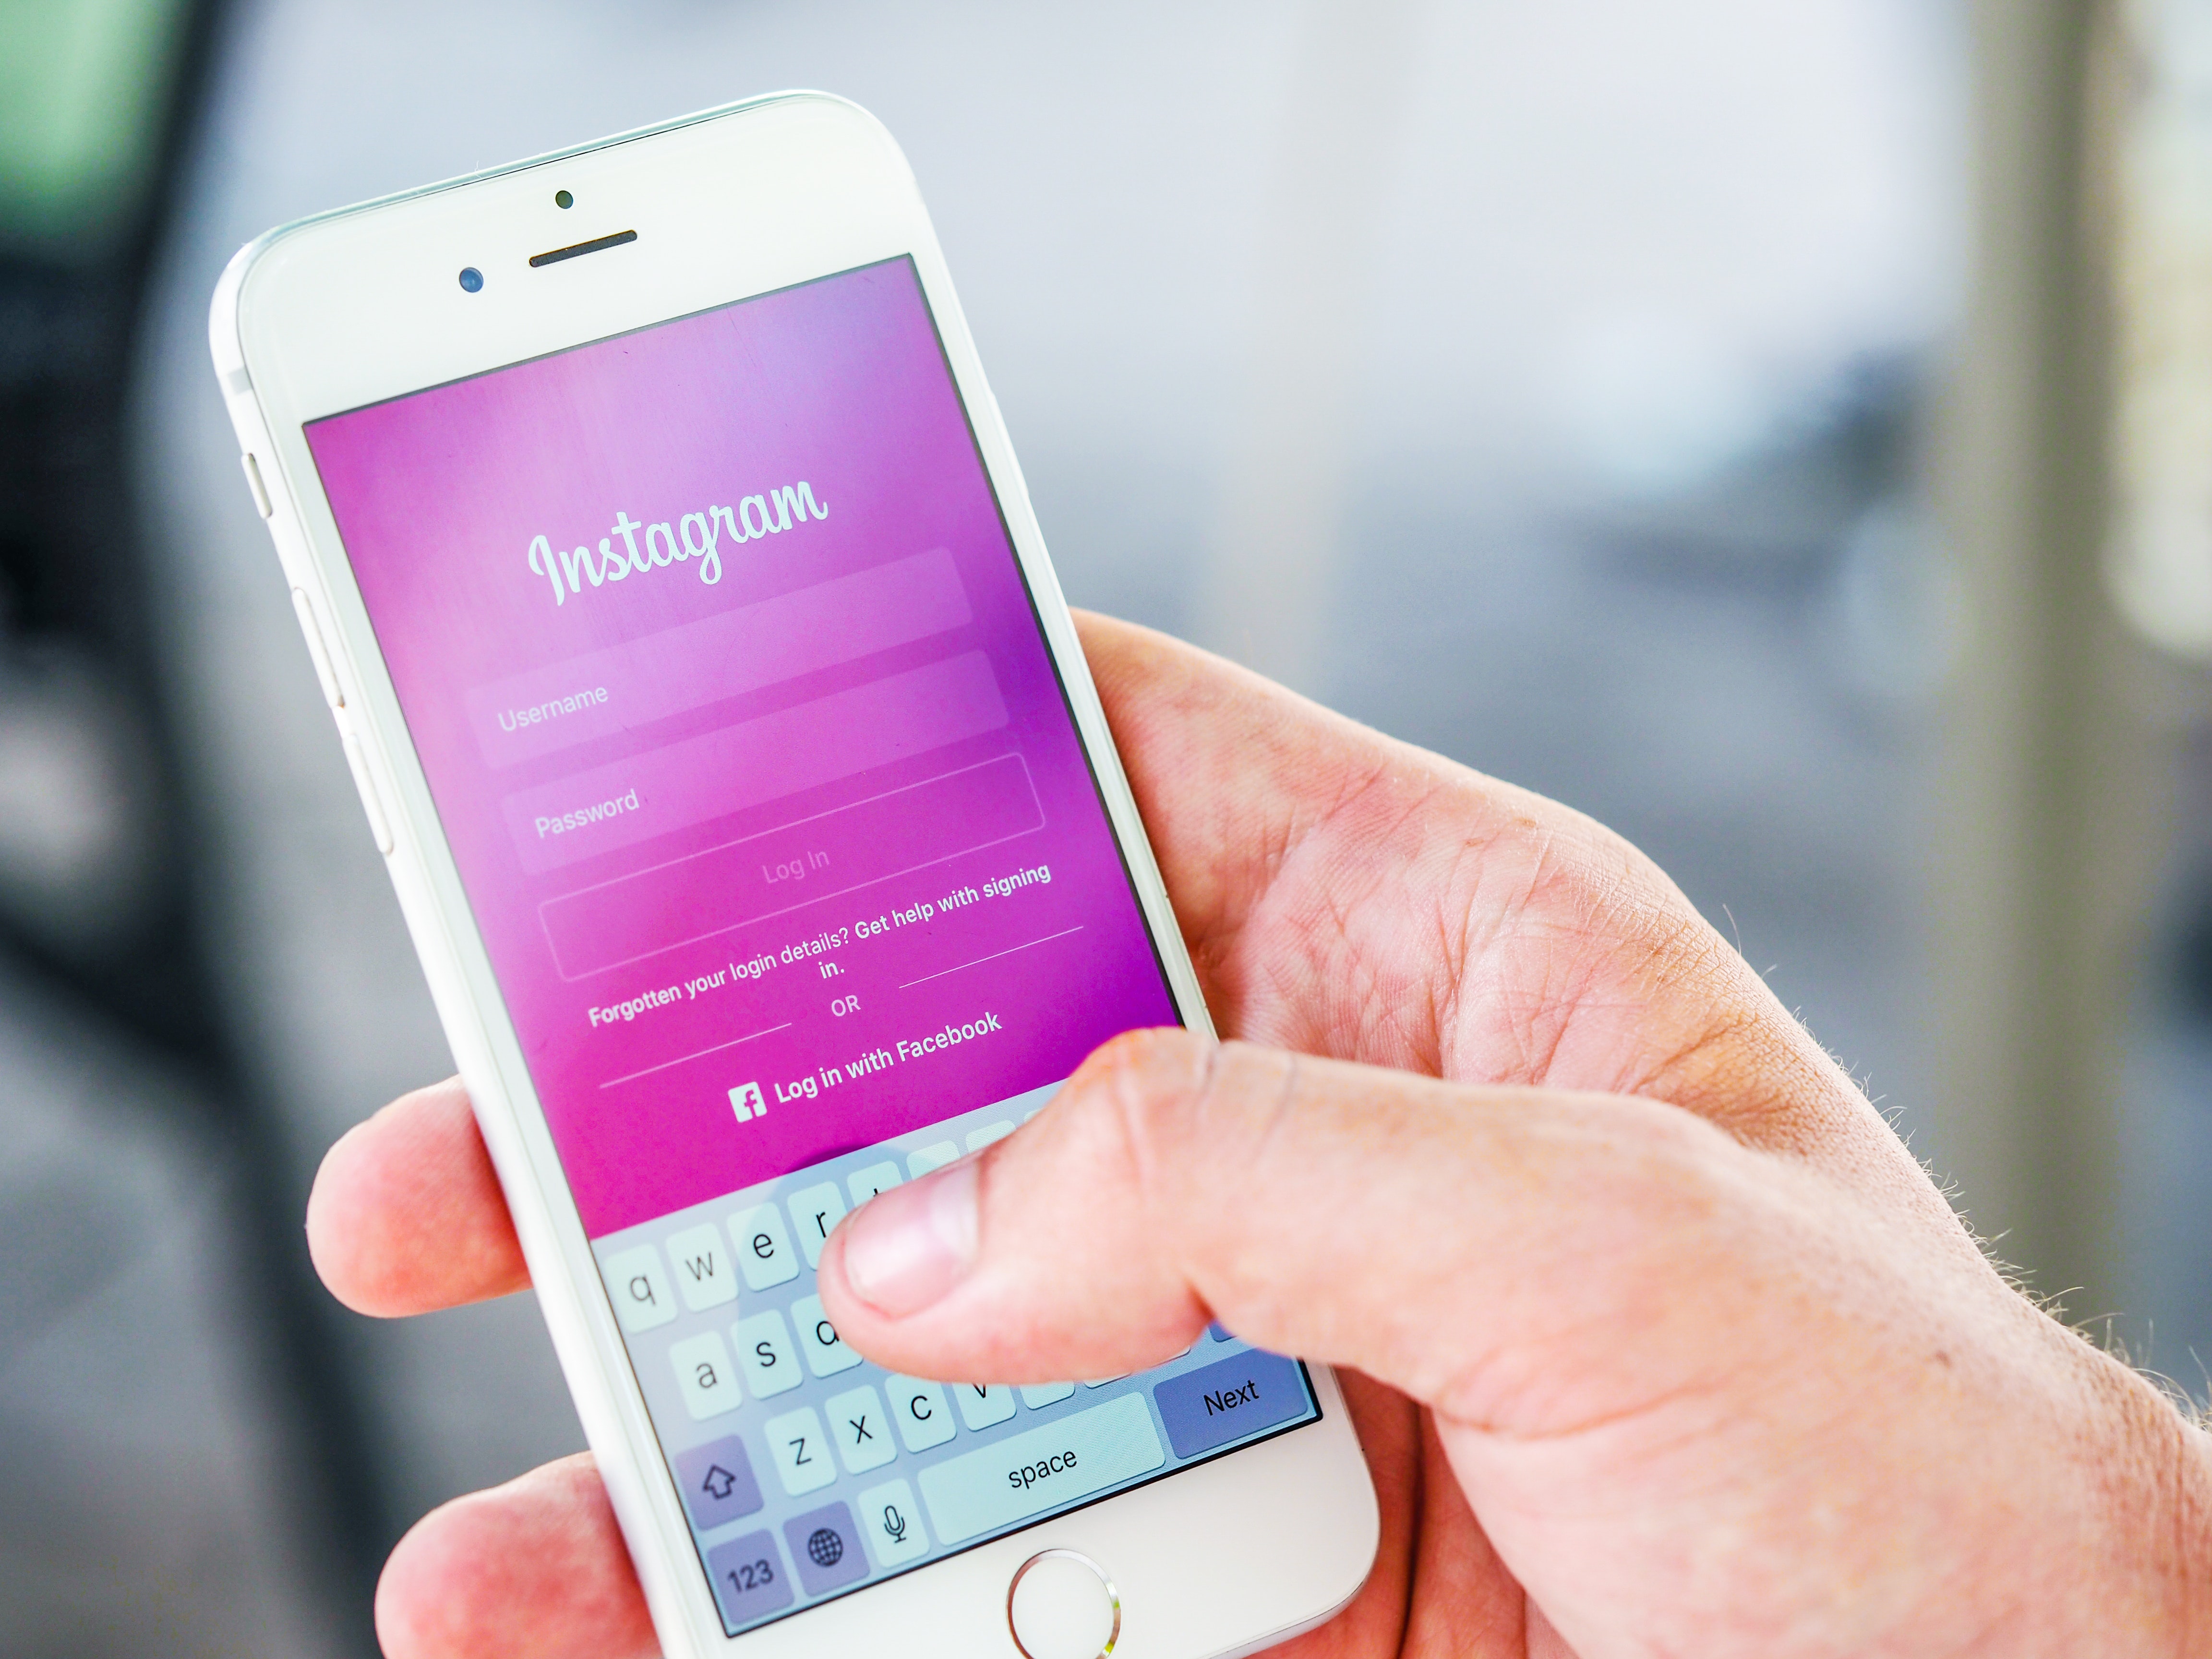 Instagram
Username
Password
Log In
Forgotten your login details? Get help with signing
in.
OR
f Log in with Facebook
q w e r
a s d
z x c v
123 space Next